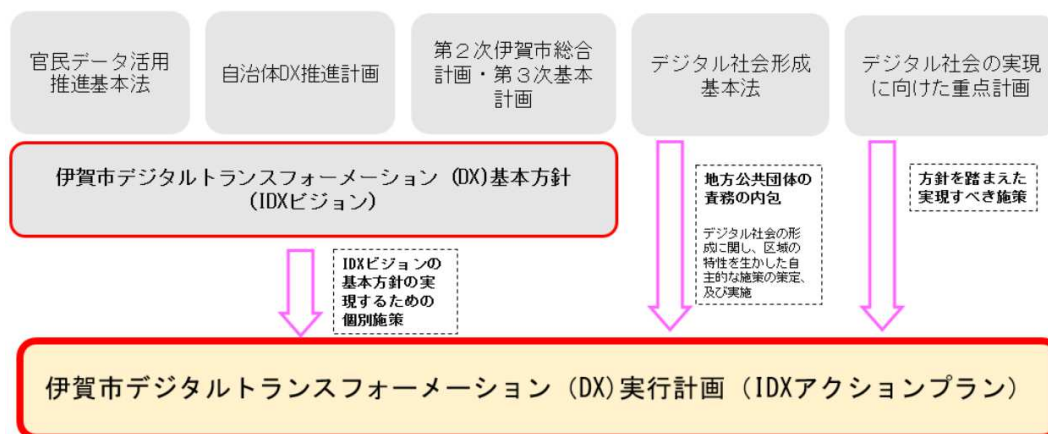 官民データ活用
推進基本法
自治体DX推進計画
第２次伊賀市総合
計画・第３次基本
計画
デジタル社会形成
基本法
デジタル社会の実現
に向けた重点計画
伊賀市デジタルトランスフォーメーション（DX)基本方針
(IDXビジョン)
IDXビジョンの
基本方針の実
現するための
個別施策
地方公共団体の
責務の内包
デジタル社会の形
成に関し、区域の
特性を生かした自
主的な施策の策定、
及び実施
方針を踏まえた
実現すべき施策
伊賀市デジタルトランスフォーメーション（DX)実行計画（IDXアクションプラン）